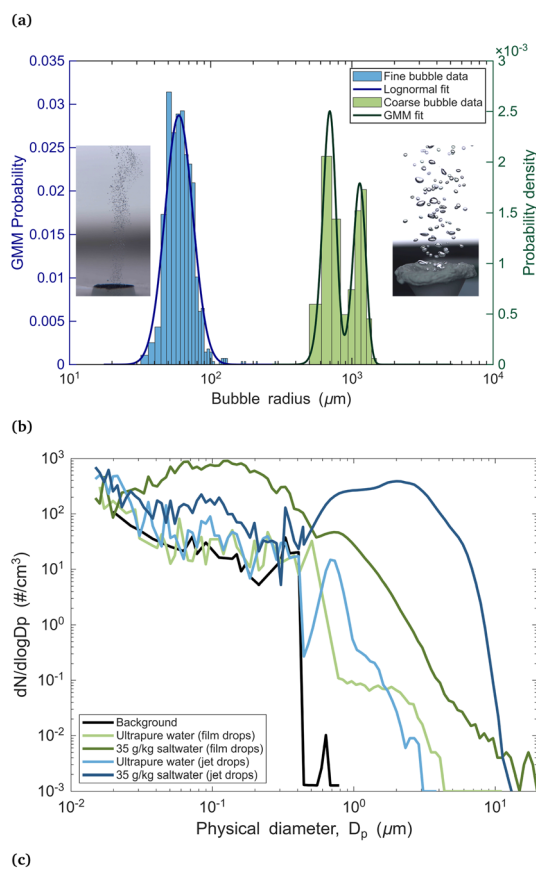 (a)
×10⁻³
0.035
0.03
0.025
0.02
0.015
0.01
0.005
0
GMM Probability
3
2.5
2
1.5
1
0.5
0
Probability density
Fine bubble data
Lognormal fit
Coarse bubble data
GMM fit
10¹ 10² 10³ 10⁴
Bubble radius (μm)
(b)
10³
10²
10¹
10⁰
10⁻¹
10⁻²
10⁻³
dN/dlogDp (#/cm³)
Background
Ultrapure water (film drops)
35 g/kg saltwater (film drops)
Ultrapure water (jet drops)
35 g/kg saltwater (jet drops)
10⁻² 10⁻¹ 10⁰ 10¹
Physical diameter, Dₚ (μm)
(c)